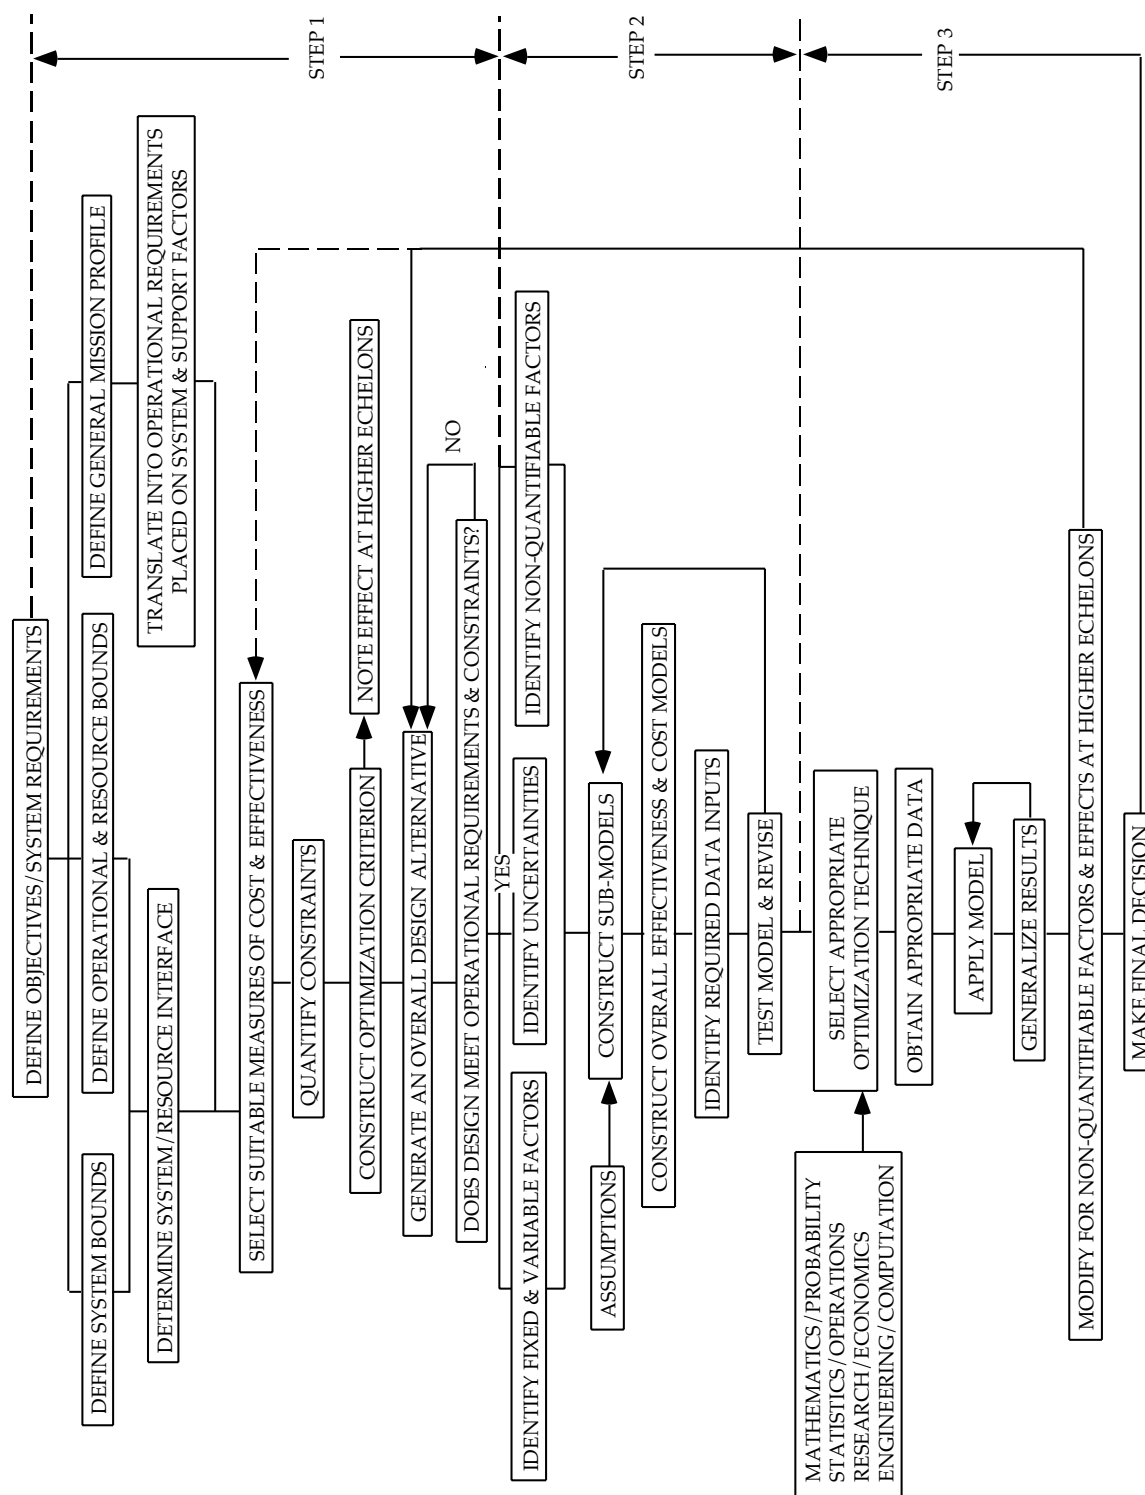 DEFINE OBJECTIVES/SYSTEM REQUIREMENTS
STEP 1
DEFINE SYSTEM BOUNDS
DEFINE OPERATIONAL & RESOURCE BOUNDS
DEFINE GENERAL MISSION PROFILE
DETERMINE SYSTEM/RESOURCE INTERFACE
TRANSLATE INTO OPERATIONAL REQUIREMENTS
PLACED ON SYSTEM & SUPPORT FACTORS
SELECT SUITABLE MEASURES OF COST & EFFECTIVENESS
QUANTIFY CONSTRAINTS
CONSTRUCT OPTIMIZATION CRITERION
NOTE EFFECT AT HIGHER ECHELONS
GENERATE AN OVERALL DESIGN ALTERNATIVE
NO
DOES DESIGN MEET OPERATIONAL REQUIREMENTS & CONSTRAINTS?
YES
STEP 2
IDENTIFY FIXED & VARIABLE FACTORS
IDENTIFY UNCERTAINTIES
IDENTIFY NON-QUANTIFIABLE FACTORS
ASSUMPTIONS
CONSTRUCT SUB-MODELS
CONSTRUCT OVERALL EFFECTIVENESS & COST MODELS
IDENTIFY REQUIRED DATA INPUTS
TEST MODEL & REVISE
STEP 3
MATHEMATICS/PROBABILITY
STATISTICS/OPERATIONS
RESEARCH/ECONOMICS
ENGINEERING/COMPUTATION
SELECT APPROPRIATE
OPTIMIZATION TECHNIQUE
OBTAIN APPROPRIATE DATA
APPLY MODEL
GENERALIZE RESULTS
MODIFY FOR NON-QUANTIFIABLE FACTORS & EFFECTS AT HIGHER ECHELONS
MAKE FINAL DECISION